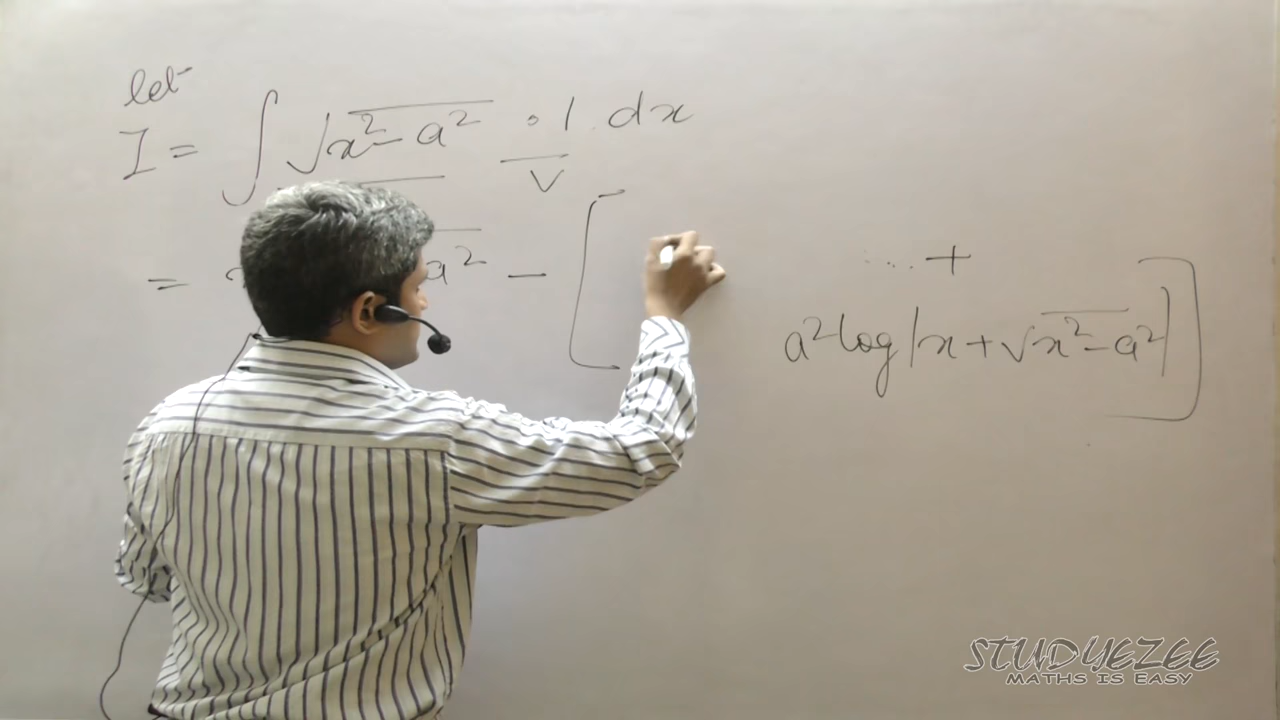 let
I = ∫ √x²-a² . 1 . dx
V
= a² - [
...+
a² log|x+√x²-a²| ]
STUDYEZEE
MATHS IS EASY